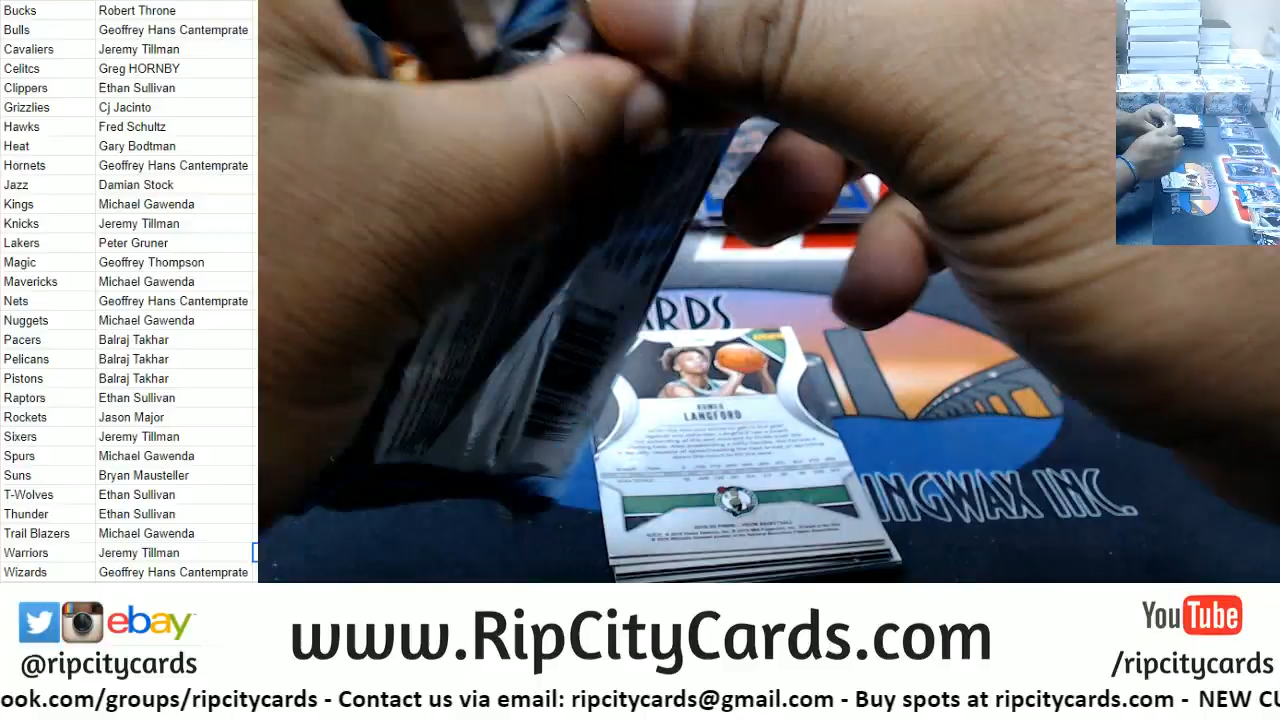 Bucks Robert Throne
Bulls Geoffrey Hans Cantemprate
Cavaliers Jeremy Tillman
Celitcs Greg HORNBY
Clippers Ethan Sullivan
Grizzlies Cj Jacinto
Hawks Fred Schultz
Heat Gary Bodtman
Hornets Geoffrey Hans Cantemprate
Jazz Damian Stock
Kings Michael Gawenda
Knicks Jeremy Tillman
Lakers Peter Gruner
Magic Geoffrey Thompson
Mavericks Michael Gawenda
Nets Geoffrey Hans Cantemprate
Nuggets Michael Gawenda
Pacers Balraj Takhar
Pelicans Balraj Takhar
Pistons Balraj Takhar
Raptors Ethan Sullivan
Rockets Jason Major
Sixers Jeremy Tillman
Spurs Michael Gawenda
Suns Bryan Mausteller
T-Wolves Ethan Sullivan
Thunder Ethan Sullivan
Trailblazers Michael Gawenda
Warriors Jeremy Tillman
Wizards Geoffrey Hans Cantemprate
ARDS
ROMEO
LANGFORD
INGWAX INC.
ebay
@ripcitycards
www.RipCityCards.com
YouTube
/ripcitycards
ook.com/groups/ripcitycards - Contact us via email: ripcitycards@gmail.com - Buy spots at ripcitycards.com - NEW CU